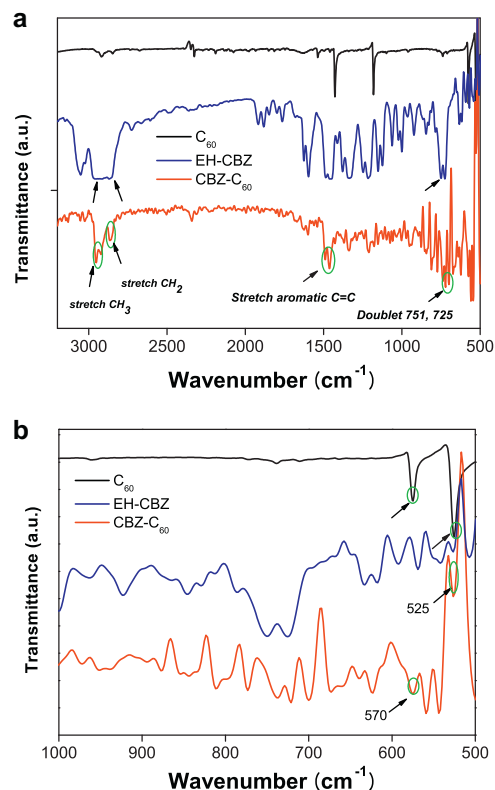 a
Transmittance (a.u.)
C60
EH-CBZ
CBZ-C60
stretch CH3
stretch CH2
Stretch aromatic C=C
Doublet 751, 725
3000 2500 2000 1500 1000 500
Wavenumber (cm-1)
b
Transmittance (a.u.)
C60
EH-CBZ
CBZ-C60
525
570
1000 900 800 700 600 500
Wavenumber (cm-1)